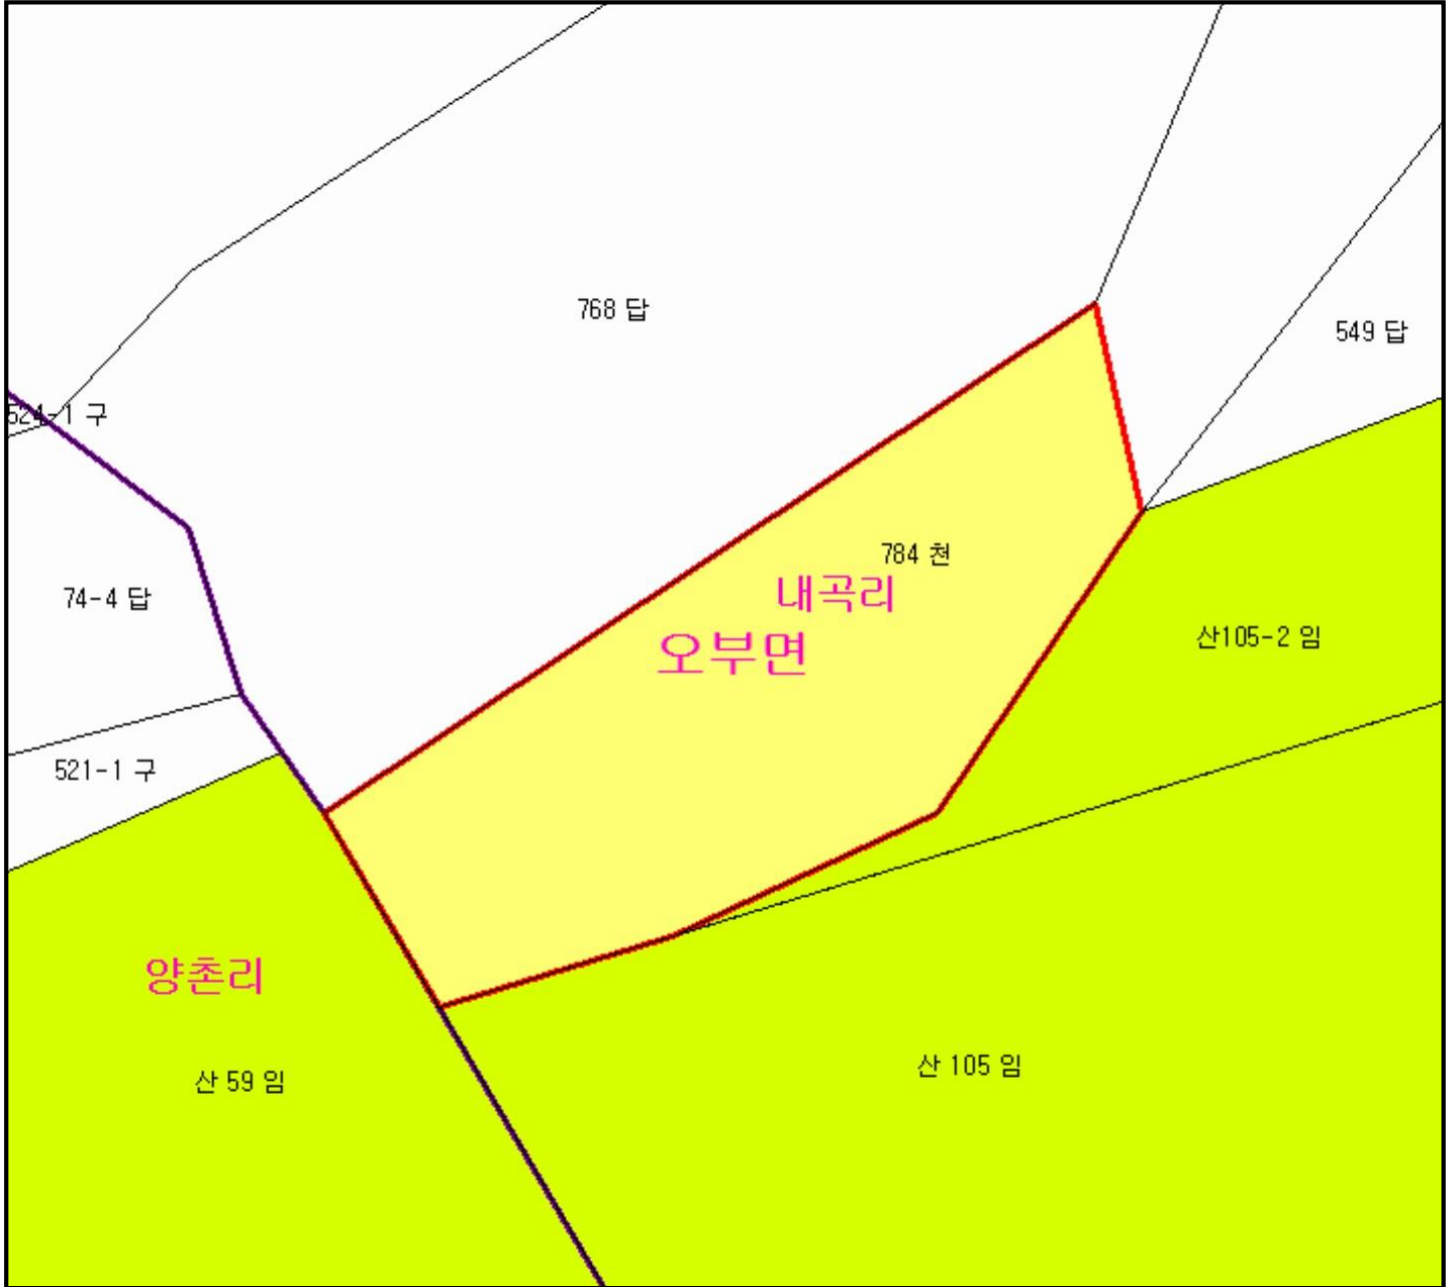 768 답
549 답
524-1 구
784 천
내곡리
74-4 답
산105-2 임
오부면
521-1 구
양촌리
산 105 임
산 59 임